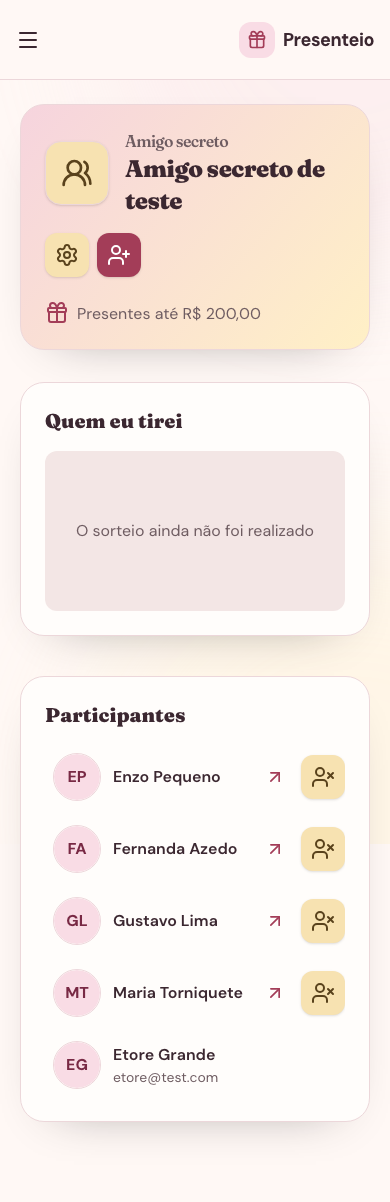 Presenteio
Amigo secreto
Amigo secreto de
teste
Presentes até R$ 200,00
Quem eu tirei
O sorteio ainda não foi realizado
Participantes
EP Enzo Pequeno
FA Fernanda Azedo
GL Gustavo Lima
MT Maria Torniquete
EG Etore Grande
etore@test.com